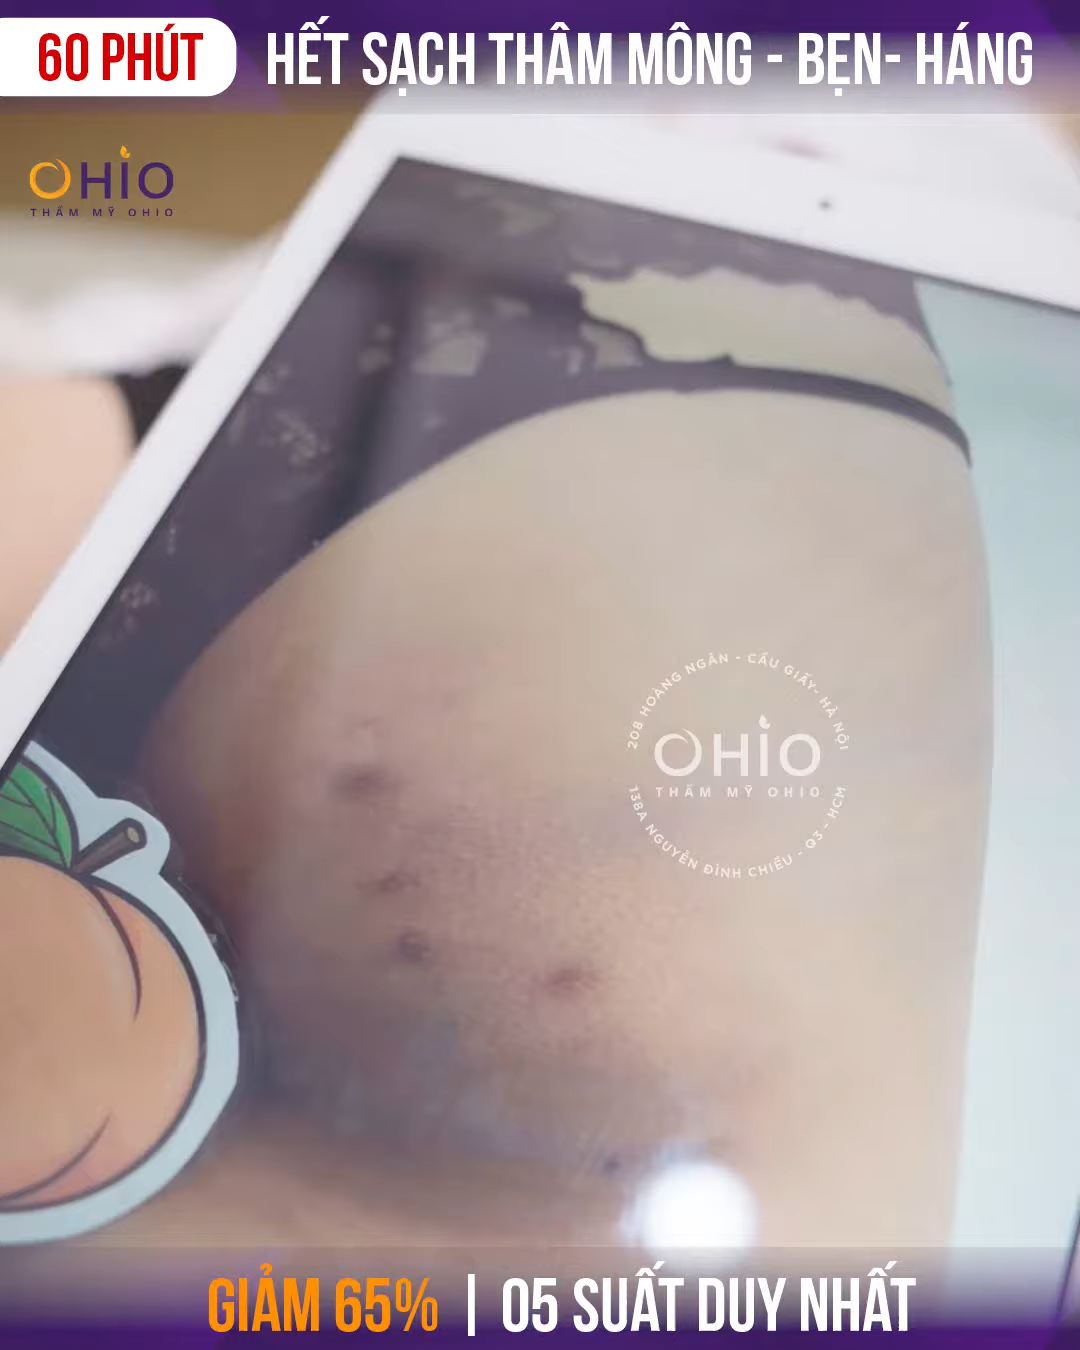 60 PHÚT
HẾT SẠCH THÂM MÔNG - BẸN- HÁNG
OHIO
THẨM MỸ OHIO
208 HOÀNG NGÂN - CẦU GIẤY- HÀ NỘI
OHIO
THẨM MỸ OHIO
138A NGUYỄN ĐÌNH CHIỂU - Q3 - HCM
GIẢM 65% | 05 SUẤT DUY NHẤT